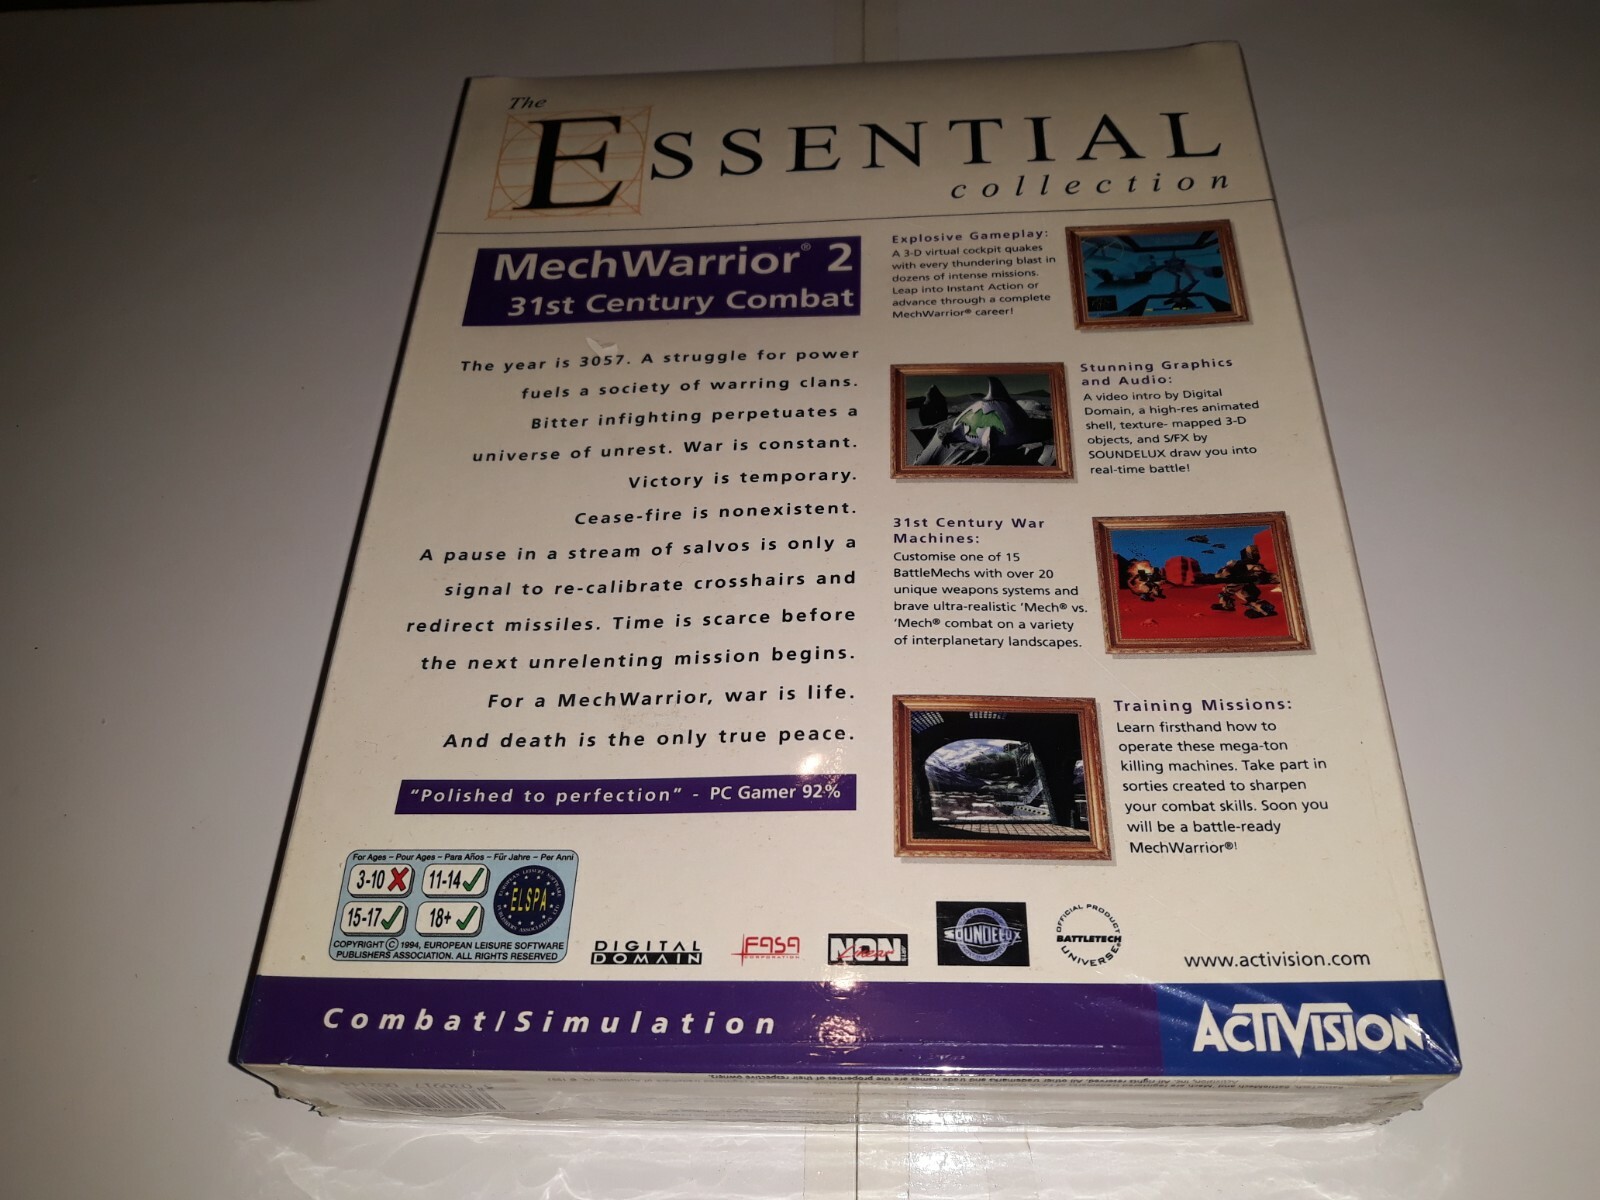 The
ESSENTIAL
collection
MechWarrior® 2
31st Century Combat
The year is 3057. A struggle for power
fuels a society of warring clans.
Bitter infighting perpetuates a
universe of unrest. War is constant.
Victory is temporary.
Cease-fire is nonexistent.
A pause in a stream of salvos is only a
signal to re-calibrate crosshairs and
redirect missiles. Time is scarce before
the next unrelenting mission begins.
For a MechWarrior, war is life.
And death is the only true peace.
"Polished to perfection" - PC Gamer 92%
Explosive Gameplay:
A 3-D virtual cockpit quakes
with every thundering blast in
dozens of intense missions.
Leap into Instant Action or
advance through a complete
MechWarrior® career!
Stunning Graphics
and Audio:
A video intro by Digital
Domain, a high-res animated
shell, texture- mapped 3-D
objects, and S/FX by
SOUNDELUX draw you into
real-time battle!
31st Century War
Machines:
Customise one of 15
BattleMechs with over 20
unique weapons systems and
brave ultra-realistic 'Mech® vs.
'Mech® combat on a variety
of interplanetary landscapes.
Training Missions:
Learn firsthand how to
operate these mega-ton
killing machines. Take part in
sorties created to sharpen
your combat skills. Soon you
will be a battle-ready
MechWarrior®!
For Ages – Pour Ages – Para Años – Für Jahre – Per Anni
3-10 11-14
15-17 18+
EUROPEAN LEISURE SOFTWARE PUBLISHERS ASSOCIATION LTD
ELSPA
COPYRIGHT © 1994, EUROPEAN LEISURE SOFTWARE
PUBLISHERS ASSOCIATION. ALL RIGHTS RESERVED
DIGITAL
DOMAIN
FASA
CORPORATION
NON
Linear
SOUNDELUX
OFFICIAL PRODUCT
BATTLETECH
UNIVERSE
www.activision.com
Combat/Simulation
ACTIVISION